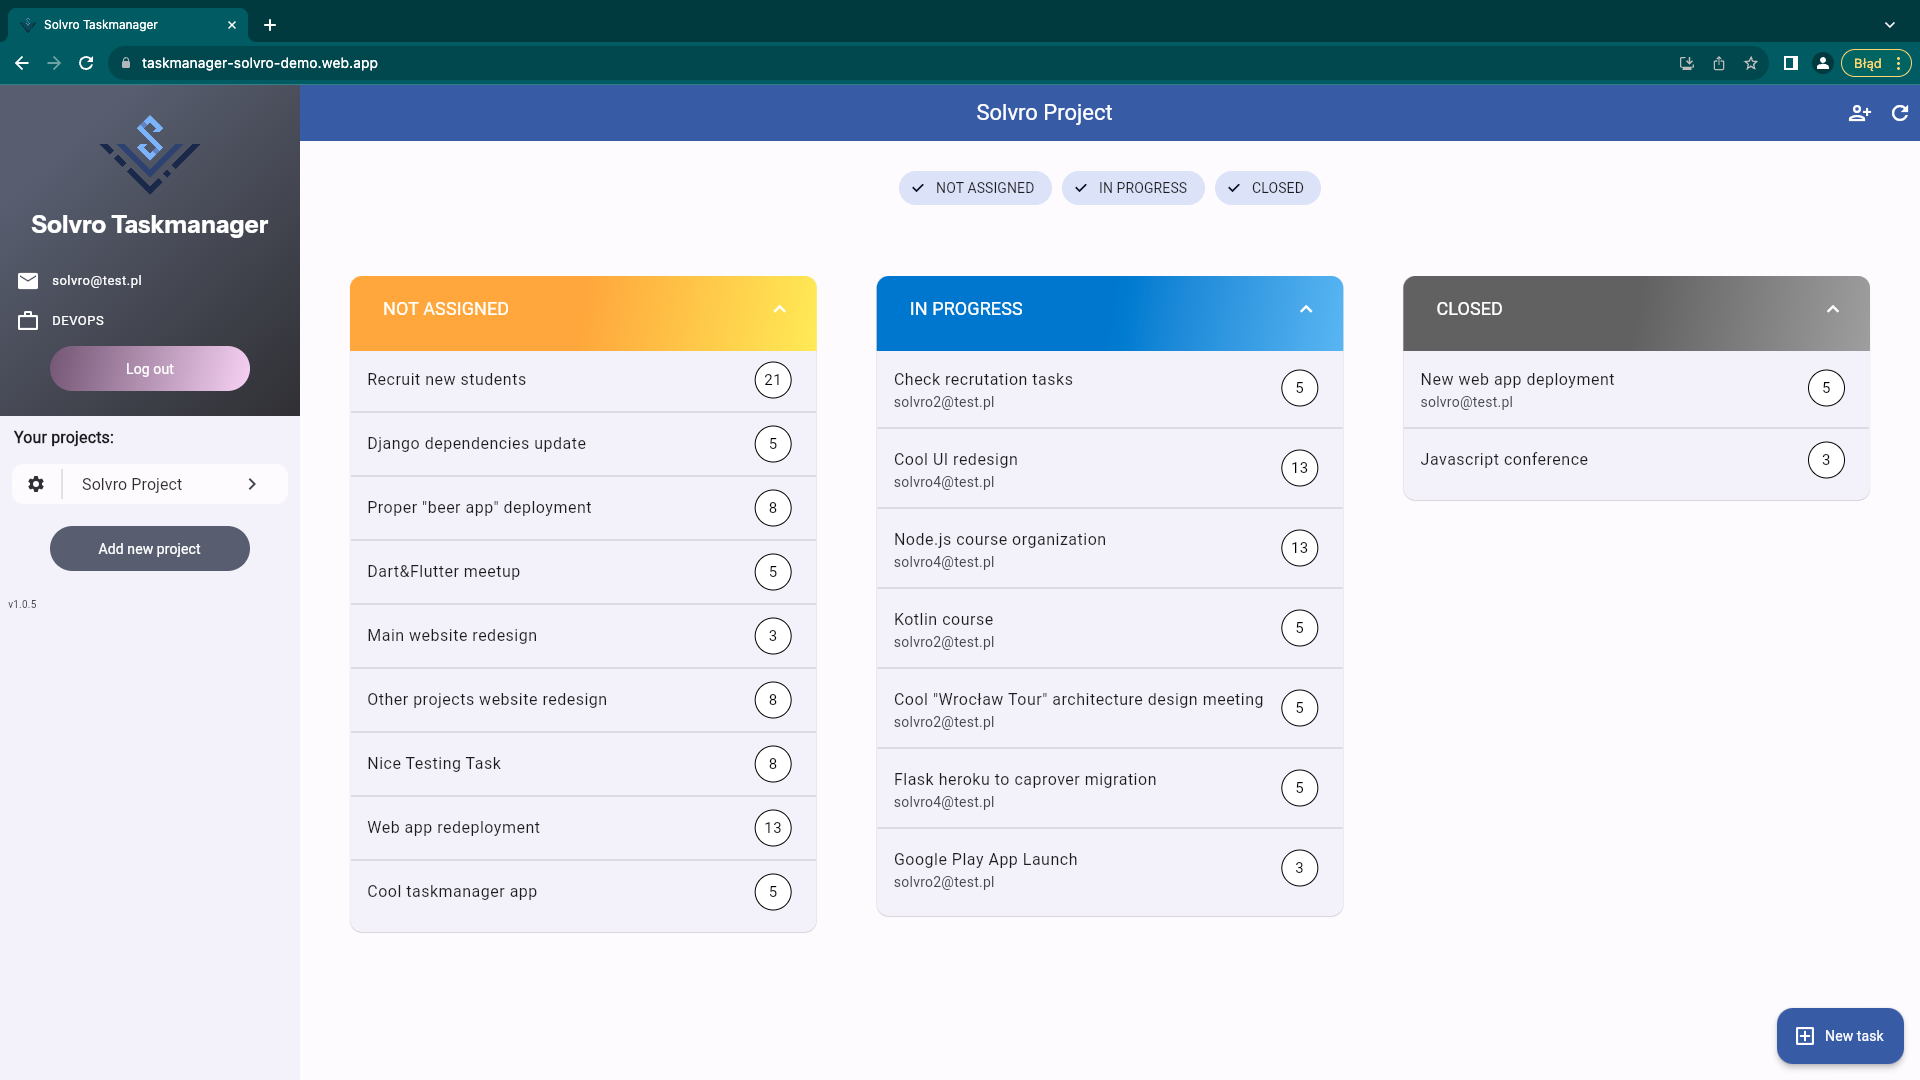 Solvro Taskmanager
taskmanager-solvro-demo.web.app
Błąd
Solvro Taskmanager
solvro@test.pl
DEVOPS
Log out
Your projects:
Solvro Project
Add new project
v1.0.5
Solvro Project
NOT ASSIGNED
IN PROGRESS
CLOSED
NOT ASSIGNED
Recruit new students 21
Django dependencies update 5
Proper "beer app" deployment 8
Dart&Flutter meetup 5
Main website redesign 3
Other projects website redesign 8
Nice Testing Task 8
Web app redeployment 13
Cool taskmanager app 5
IN PROGRESS
Check recrutation tasks 5
solvro2@test.pl
Cool UI redesign 13
solvro4@test.pl
Node.js course organization 13
solvro4@test.pl
Kotlin course 5
solvro2@test.pl
Cool "Wrocław Tour" architecture design meeting 5
solvro2@test.pl
Flask heroku to caprover migration 5
solvro4@test.pl
Google Play App Launch 3
solvro2@test.pl
CLOSED
New web app deployment 5
solvro@test.pl
Javascript conference 3
New task